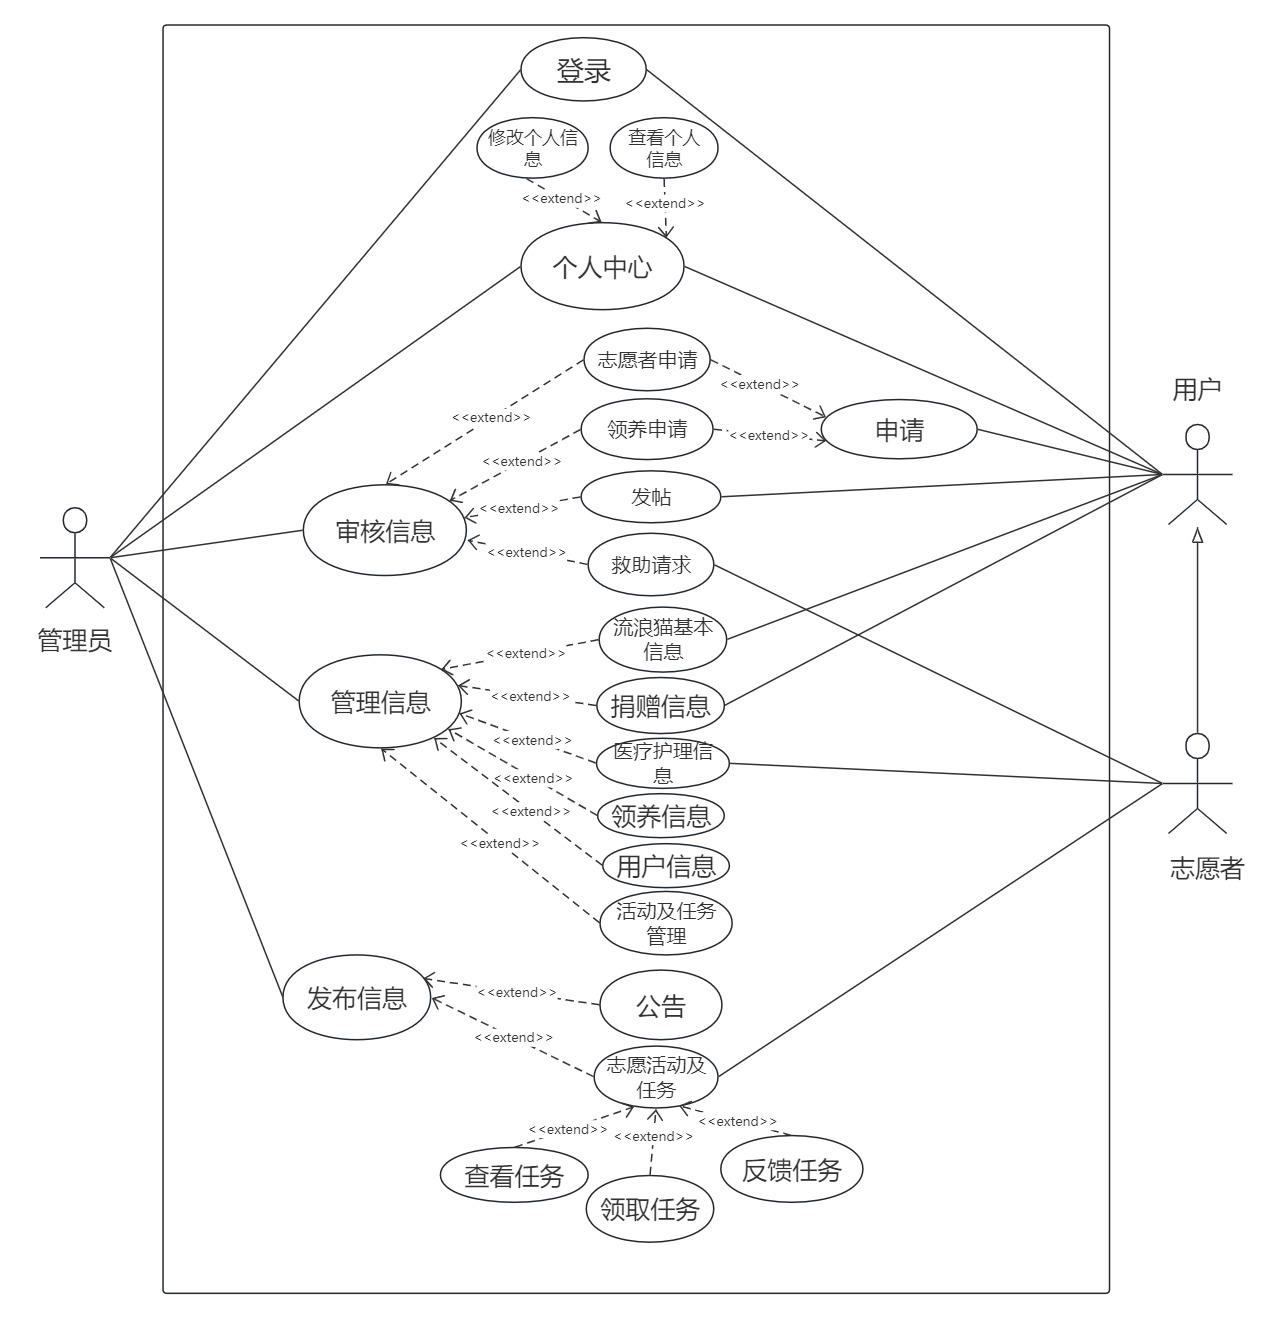 登录
修改个人信
息
查看个人
信息
<<extend>>
<<extend>>
个人中心
志愿者申请
<<extend>>
用户
<<extend>>
领养申请
<<extend>>
申请
<<extend>>
发帖
<<extend>>
审核信息
<<extend>>
救助请求
管理员
流浪猫基本
信息
<<extend>>
管理信息
<<extend>>
捐赠信息
<<extend>>
医疗护理信
息
<<extend>>
领养信息
<<extend>>
<<extend>>
用户信息
志愿者
活动及任务
管理
发布信息
<<extend>>
公告
<<extend>>
志愿活动及
任务
<<extend>>
<<extend>>
<<extend>>
查看任务
领取任务
反馈任务